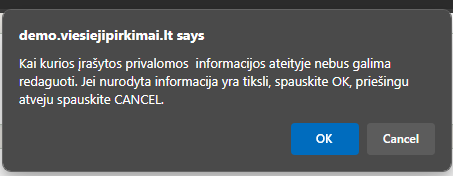 demo.viesiejipirkimai.lt says
Kai kurios įrašytos privalomos  informacijos ateityje nebus galima
redaguoti. Jei nurodyta informacija yra tiksli, spauskite OK, priešingu
atveju spauskite CANCEL.
OK
Cancel